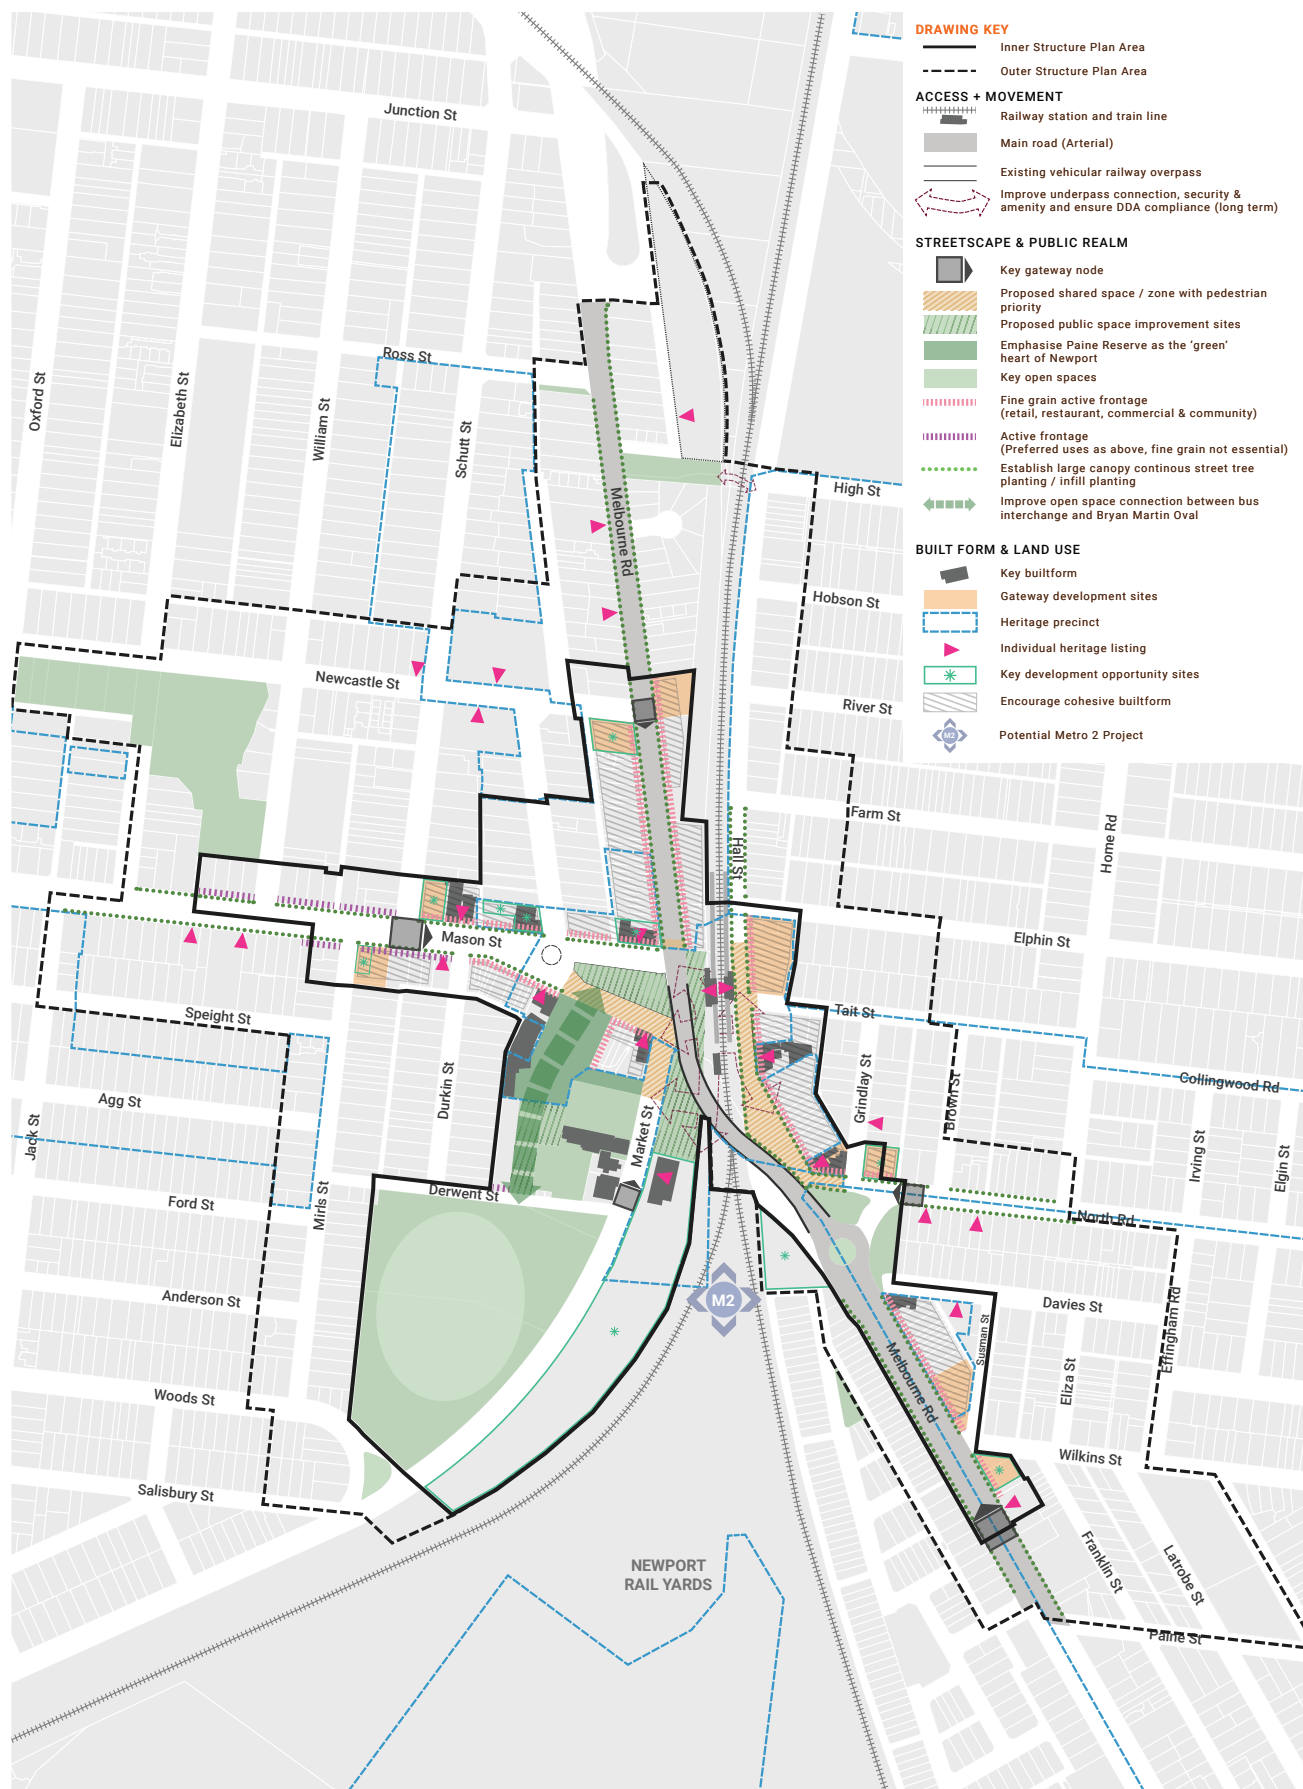 DRAWING KEY
Inner Structure Plan Area
Outer Structure Plan Area
ACCESS + MOVEMENT
Railway station and train line
Main road (Arterial)
Existing vehicular railway overpass
Improve underpass connection, security &
amenity and ensure DDA compliance (long term)
STREETSCAPE & PUBLIC REALM
Key gateway node
Proposed shared space / zone with pedestrian
priority
Proposed public space improvement sites
Emphasise Paine Reserve as the ‘green’
heart of Newport
Key open spaces
Fine grain active frontage
(retail, restaurant, commercial & community)
Active frontage
(Preferred uses as above, fine grain not essential)
Establish large canopy continous street tree
planting / infill planting
Improve open space connection between bus
interchange and Bryan Martin Oval
BUILT FORM & LAND USE
Key builtform
Gateway development sites
Heritage precinct
Individual heritage listing
Key development opportunity sites
Encourage cohesive builtform
M2
Potential Metro 2 Project
Junction St
Ross St
Oxford St
Elizabeth St
William St
Schutt St
Melbourne Rd
High St
Hobson St
Newcastle St
River St
Farm St
Hall St
Home Rd
Mason St
Elphin St
Speight St
Tait St
Durkin St
Grindlay St
Brown St
Collingwood Rd
Agg St
Jack St
Market St
Irving St
Elgin St
Ford St
Mirls St
Derwent St
North Rd
Anderson St
M2
Davies St
Susman St
Effingham Rd
Eliza St
Melbourne Rd
Woods St
Wilkins St
Salisbury St
NEWPORT
RAIL YARDS
Franklin St
Latrobe St
Paine St